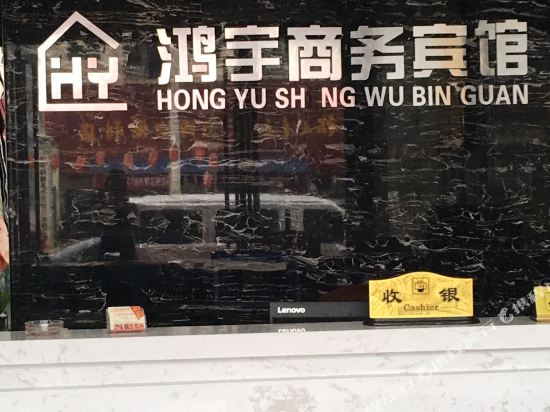 HY
鸿宇商务宾馆
HONG YU SH NG WU BIN GUAN
Lenovo
收 银
Cashier